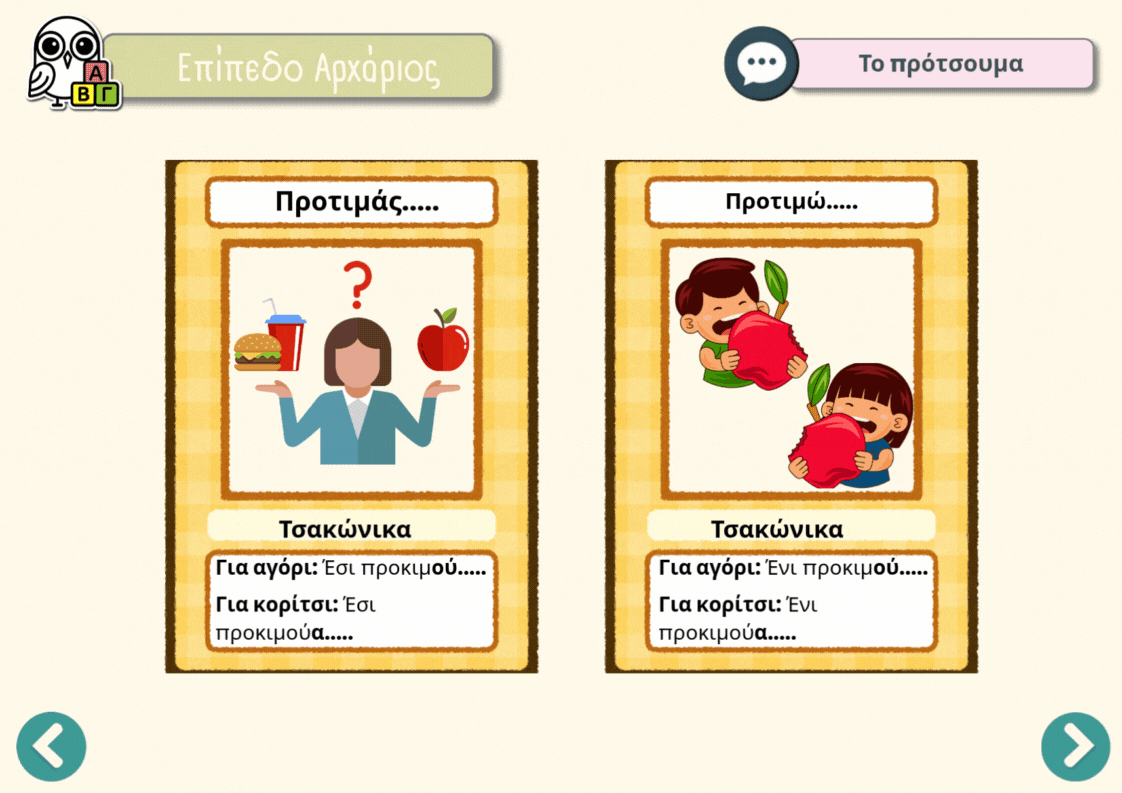 Επίπεδο Αρχάριος
Το πρότσουμα
Α
Β Γ
Προτιμάς.....
?
Τσακώνικα
Για αγόρι: Έσι προκιμού.....
Για κορίτσι: Έσι
προκιμούα.....
Προτιμώ.....
Τσακώνικα
Για αγόρι: Ένι προκιμού.....
Για κορίτσι: Ένι
προκιμούα.....